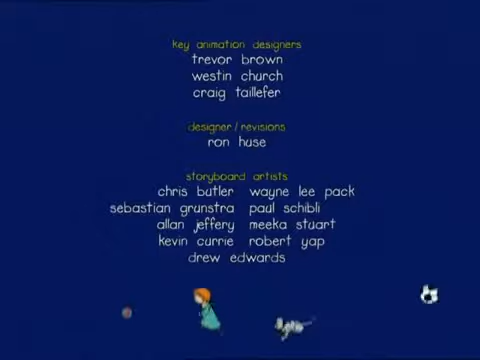 key animation designers
trevor brown
westin church
craig taillefer
designer/revisions
ron huse
storyboard artists
chris butler wayne lee pack
sebastian grunstra paul schibli
allan jeffery meeka stuart
kevin currie robert yap
drew edwards